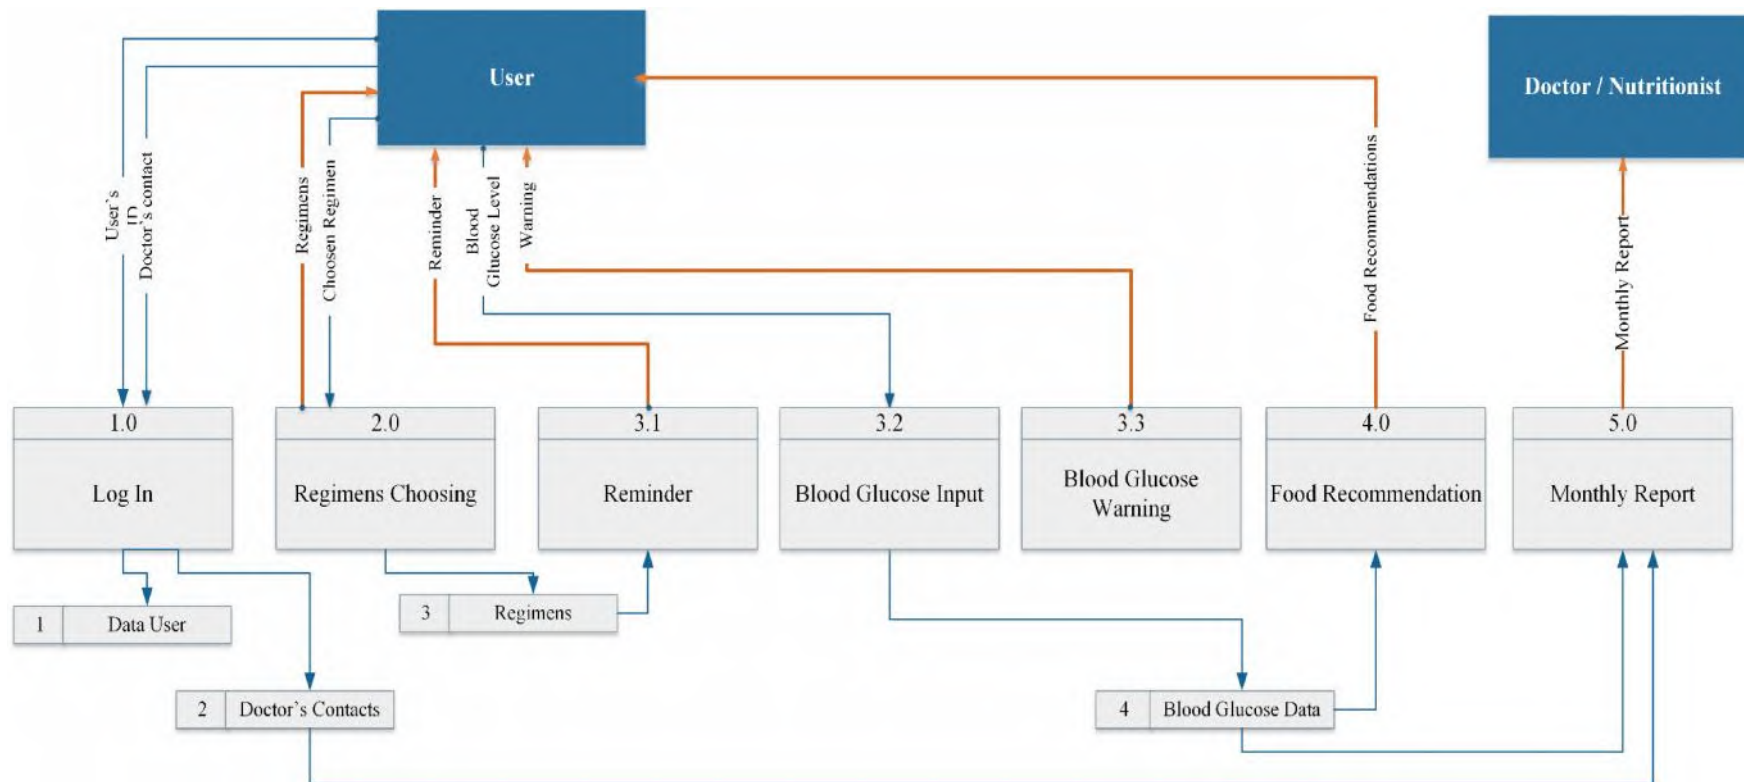 User
Doctor / Nutritionist
User`s
ID
Doctor`s contact
Regimens
Choosen Regimen
Reminder
Blood
Glucose Level
Warning
Food Recommendations
Monthly Report
1.0
Log In
2.0
Regimens Choosing
3.1
Reminder
3.2
Blood Glucose Input
3.3
Blood Glucose
Warning
4.0
Food Recommendation
5.0
Monthly Report
1 Data User
3 Regimens
2 Doctor’s Contacts
4 Blood Glucose Data